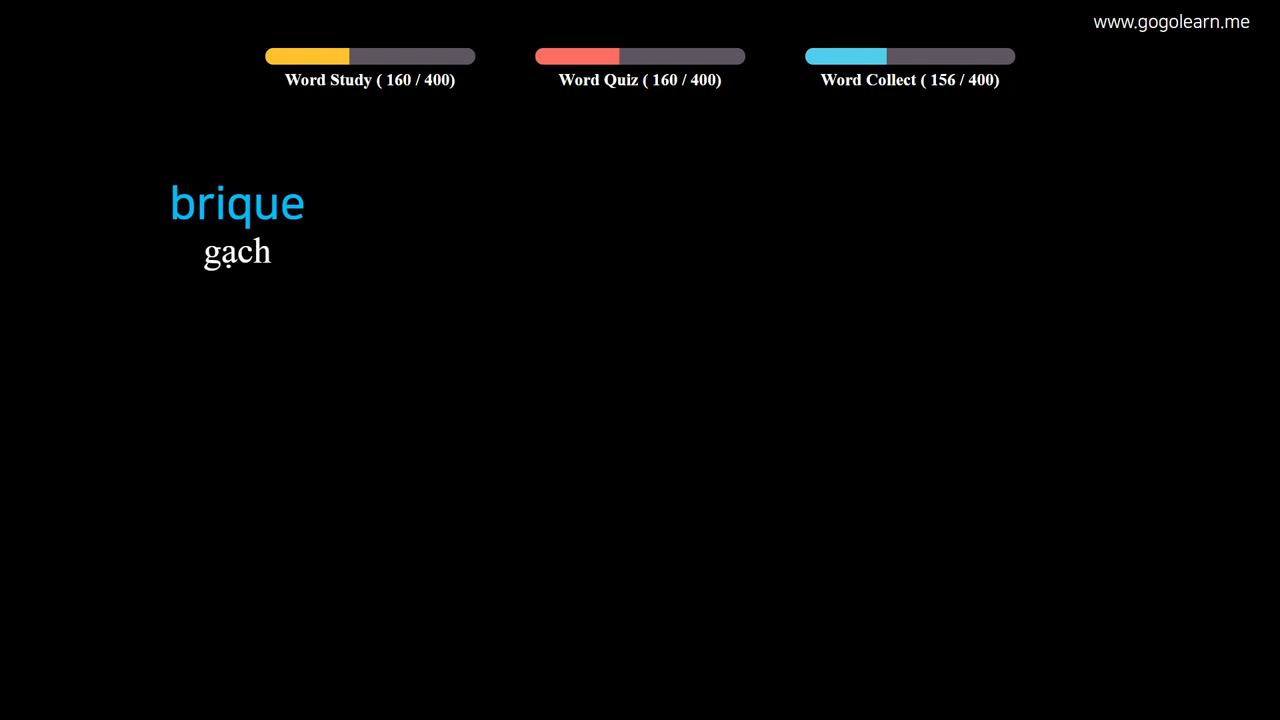 www.gogolearn.me
Word Study ( 160 / 400)
Word Quiz ( 160 / 400)
Word Collect ( 156 / 400)
brique
gạch